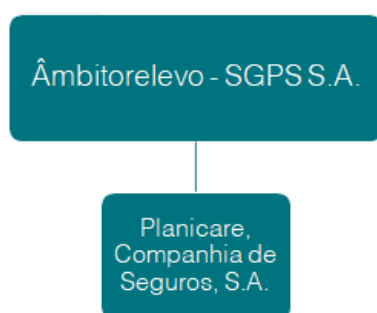 Âmbitorelevo - SGPS S.A.
Planicare,
Companhia de
Seguros, S.A.